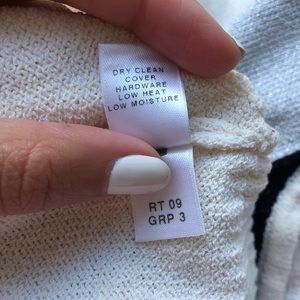 DRY CLEAN
COVER
HARDWARE
LOW HEAT
LOW MOISTURE
RT 09
GRP 3